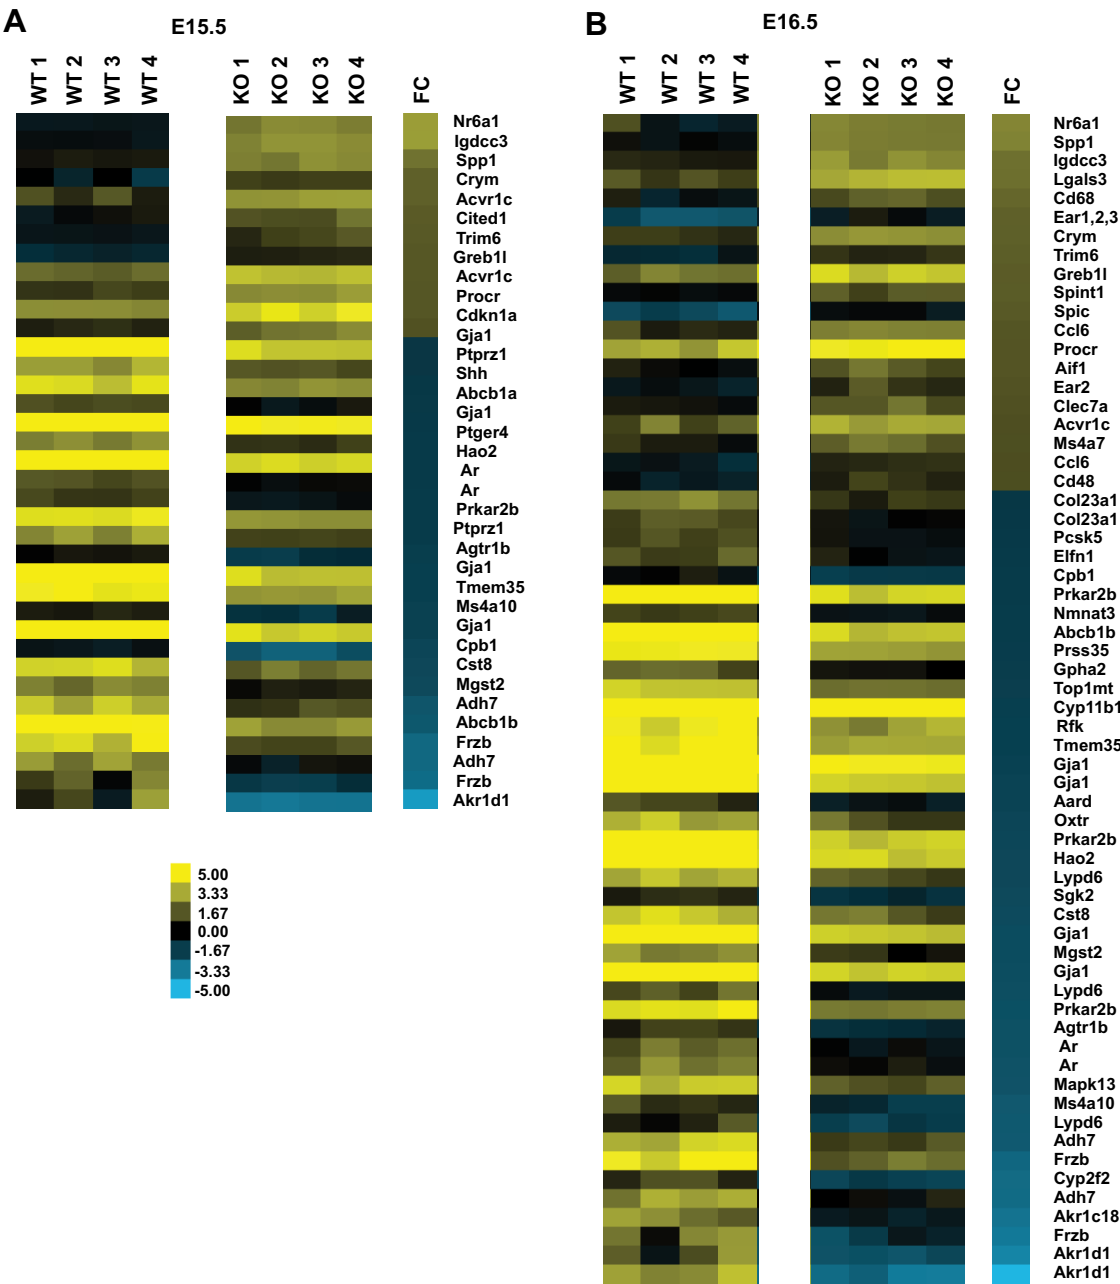 A
E15.5
WT 1
WT 2
WT 3
WT 4
KO 1
KO 2
KO 3
KO 4
FC
Nr6a1
Igdcc3
Spp1
Crym
Acvr1c
Cited1
Trim6
Greb1l
Acvr1c
Procr
Cdkn1a
Gja1
Ptprz1
Shh
Abcb1a
Gja1
Ptger4
Hao2
Ar
Ar
Prkar2b
Ptprz1
Agtr1b
Gja1
Tmem35
Ms4a10
Gja1
Cpb1
Cst8
Mgst2
Adh7
Abcb1b
Frzb
Adh7
Frzb
Akr1d1
5.00
3.33
1.67
0.00
-1.67
-3.33
-5.00
B
E16.5
WT 1
WT 2
WT 3
WT 4
KO 1
KO 2
KO 3
KO 4
FC
Nr6a1
Spp1
Igdcc3
Lgals3
Cd68
Ear1,2,3
Crym
Trim6
Greb1l
Spint1
Spic
Ccl6
Procr
Aif1
Ear2
Clec7a
Acvr1c
Ms4a7
Ccl6
Cd48
Col23a1
Col23a1
Pcsk5
Elfn1
Cpb1
Prkar2b
Nmnat3
Abcb1b
Prss35
Gpha2
Top1mt
Cyp11b1
Rfk
Tmem35
Gja1
Gja1
Aard
Oxtr
Prkar2b
Hao2
Lypd6
Sgk2
Cst8
Gja1
Mgst2
Gja1
Lypd6
Prkar2b
Agtr1b
Ar
Ar
Mapk13
Ms4a10
Lypd6
Adh7
Frzb
Cyp2f2
Adh7
Akr1c18
Frzb
Akr1d1
Akr1d1